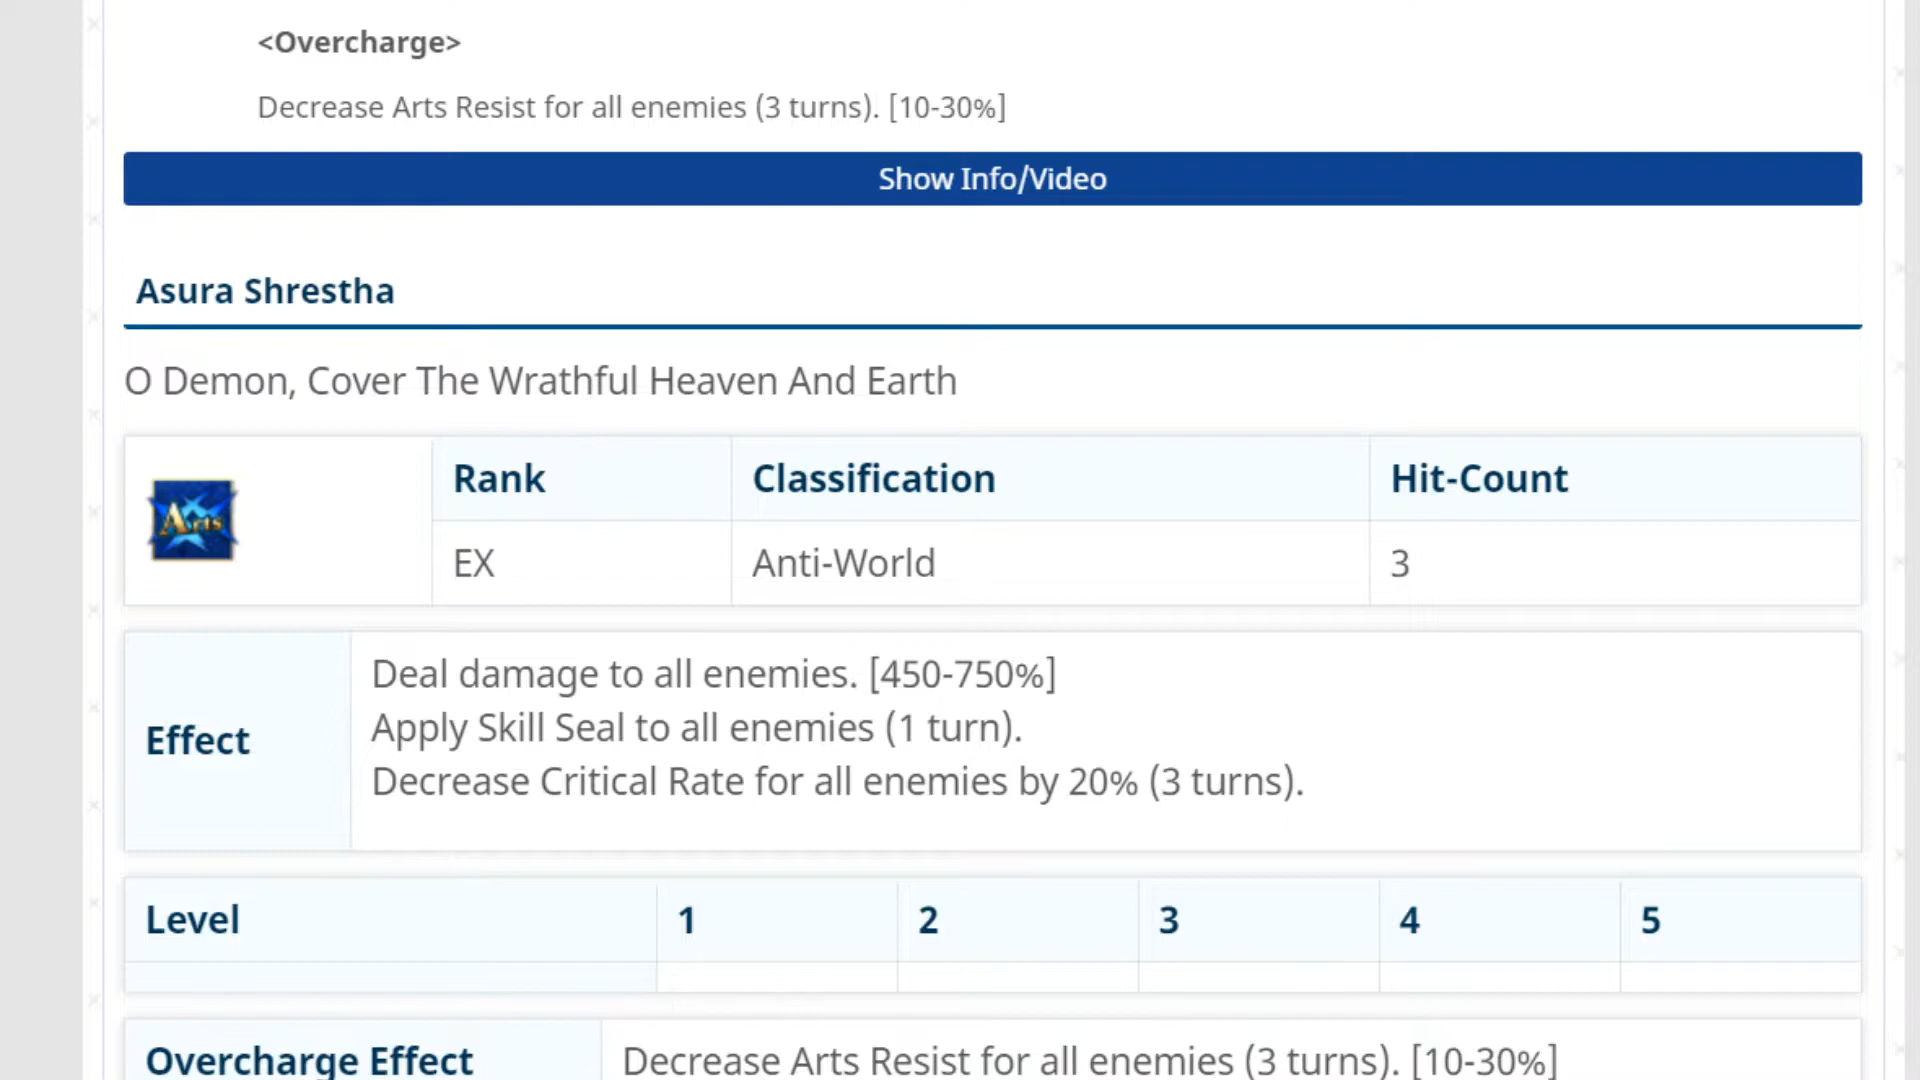 <Overcharge>
Decrease Arts Resist for all enemies (3 turns). [10-30%]
Show Info/Video
Asura Shrestha
O Demon, Cover The Wrathful Heaven And Earth
Arts
Rank
Classification
Hit-Count
EX
Anti-World
3
Effect
Deal damage to all enemies. [450-750%]
Apply Skill Seal to all enemies (1 turn).
Decrease Critical Rate for all enemies by 20% (3 turns).
Level
1
2
3
4
5
Overcharge Effect
Decrease Arts Resist for all enemies (3 turns). [10-30%]